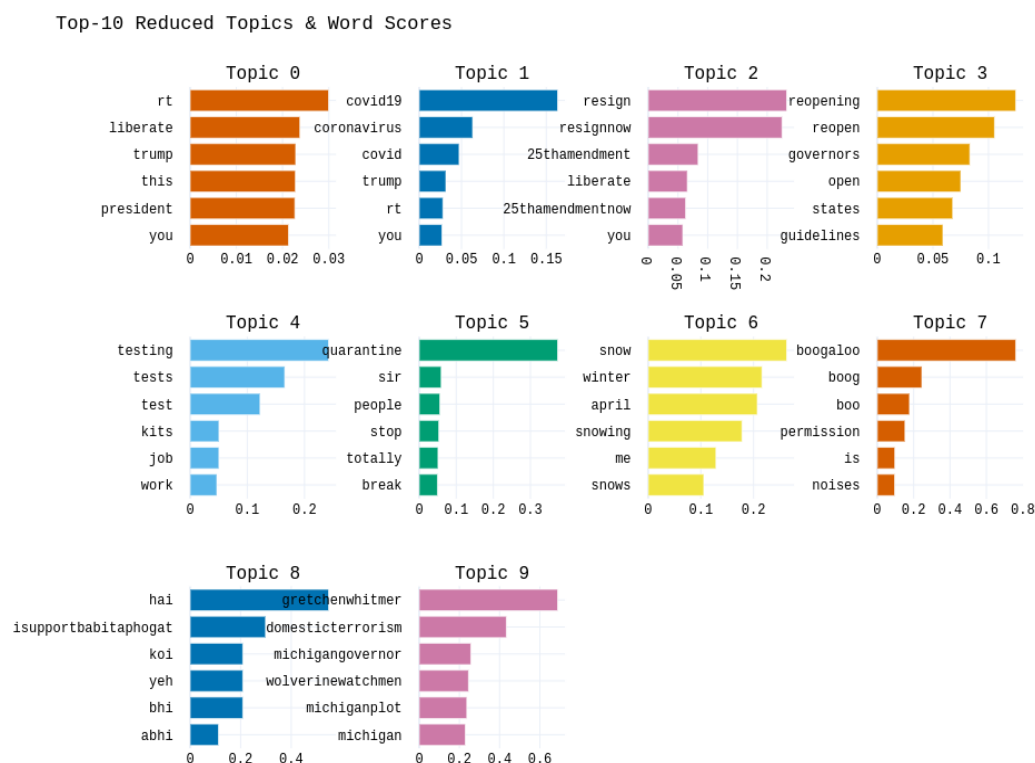 Top-10 Reduced Topics & Word Scores
Topic 0
rt
liberate
trump
this
president
you
0 0.01 0.02 0.03
Topic 1
covid19
coronavirus
covid
trump
rt
you
0 0.05 0.1 0.15
Topic 2
resign
resignnow
25thamendment
liberate
25thamendmentnow
you
0 0.05 0.1 0.15 0.2
Topic 3
reopening
reopen
governors
open
states
guidelines
0 0.05 0.1
Topic 4
testing
tests
test
kits
job
work
0 0.1 0.2
Topic 5
quarantine
sir
people
stop
totally
break
0 0.1 0.2 0.3
Topic 6
snow
winter
april
snowing
me
snows
0 0.1 0.2
Topic 7
boogaloo
boog
boo
permission
is
noises
0 0.2 0.4 0.6 0.8
Topic 8
hai
isupportbabitaphogat
koi
yeh
bhi
abhi
0 0.2 0.4
Topic 9
gretchenwhitmer
domesticterrorism
michigangovernor
wolverinewatchmen
michiganplot
michigan
0 0.2 0.4 0.6